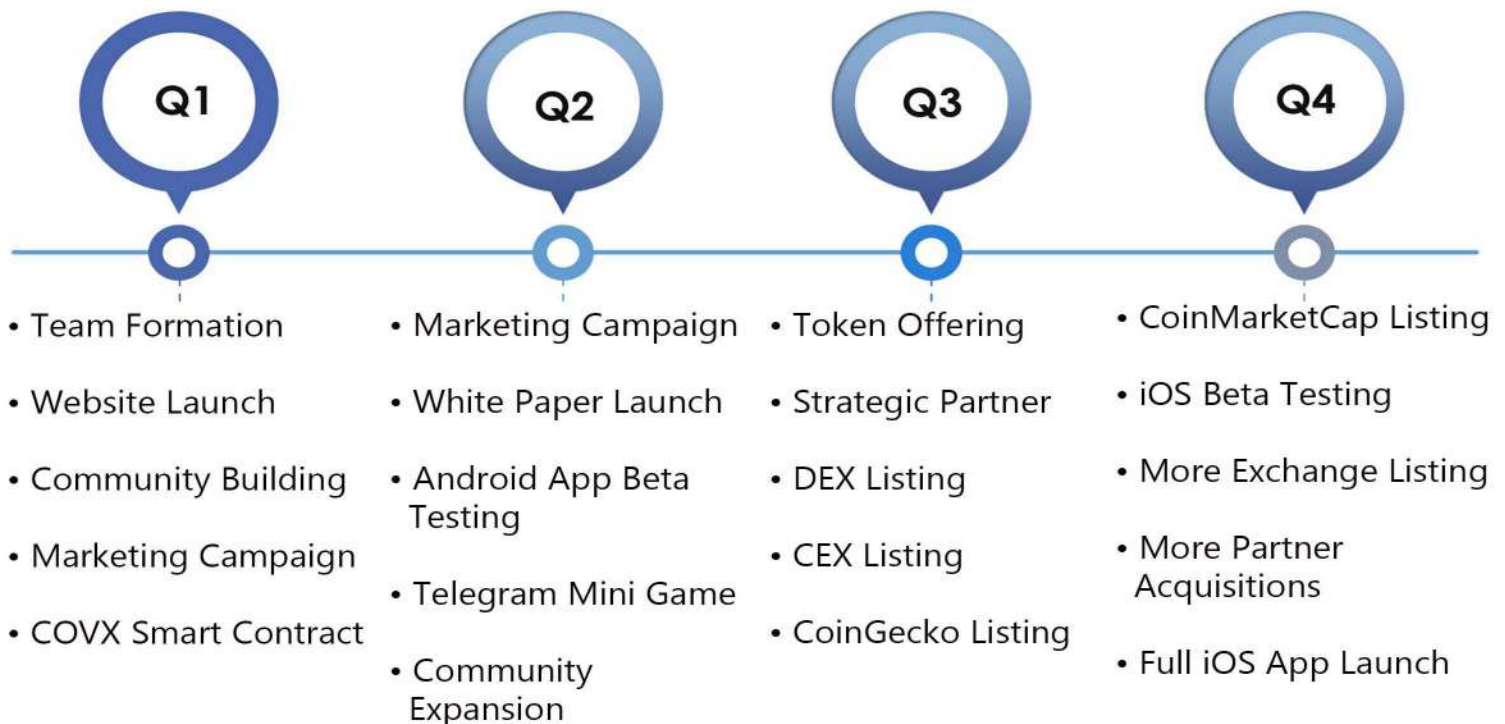 Q1
• Team Formation
• Website Launch
• Community Building
• Marketing Campaign
• COVX Smart Contract
Q2
• Marketing Campaign
• White Paper Launch
• Android App Beta
Testing
• Telegram Mini Game
• Community
Expansion
Q3
• Token Offering
• Strategic Partner
• DEX Listing
• CEX Listing
• CoinGecko Listing
Q4
• CoinMarketCap Listing
• iOS Beta Testing
• More Exchange Listing
• More Partner
Acquisitions
• Full iOS App Launch